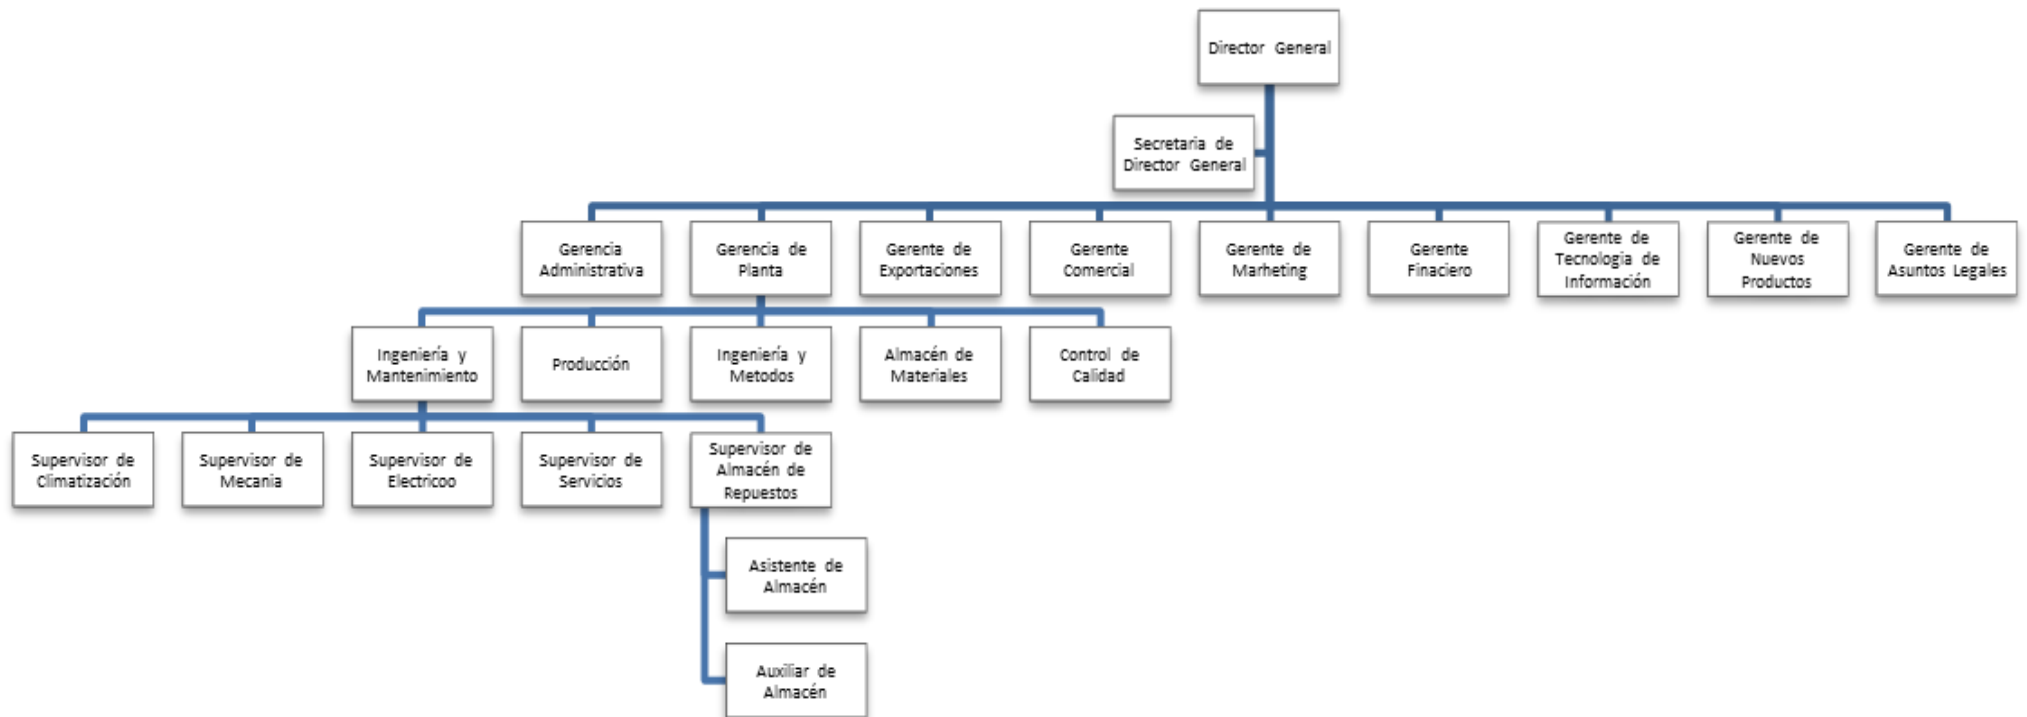 Director General
Secretaria de
Director General
Gerencia
Administrativa
Gerencia de
Planta
Gerente de
Exportaciones
Gerente
Comercial
Gerente de
Marheting
Gerente
Finaciero
Gerente de
Tecnologia de
Información
Gerente de
Nuevos
Productos
Gerente de
Asuntos Legales
Ingeniería y
Mantenimiento
Producción
Ingeniería y
Metodos
Almacén de
Materiales
Control de
Calidad
Supervisor de
Climatización
Supervisor de
Mecania
Supervisor de
Electricoo
Supervisor de
Servicios
Supervisor de
Almacén de
Repuestos
Asistente de
Almacén
Auxiliar de
Almacén